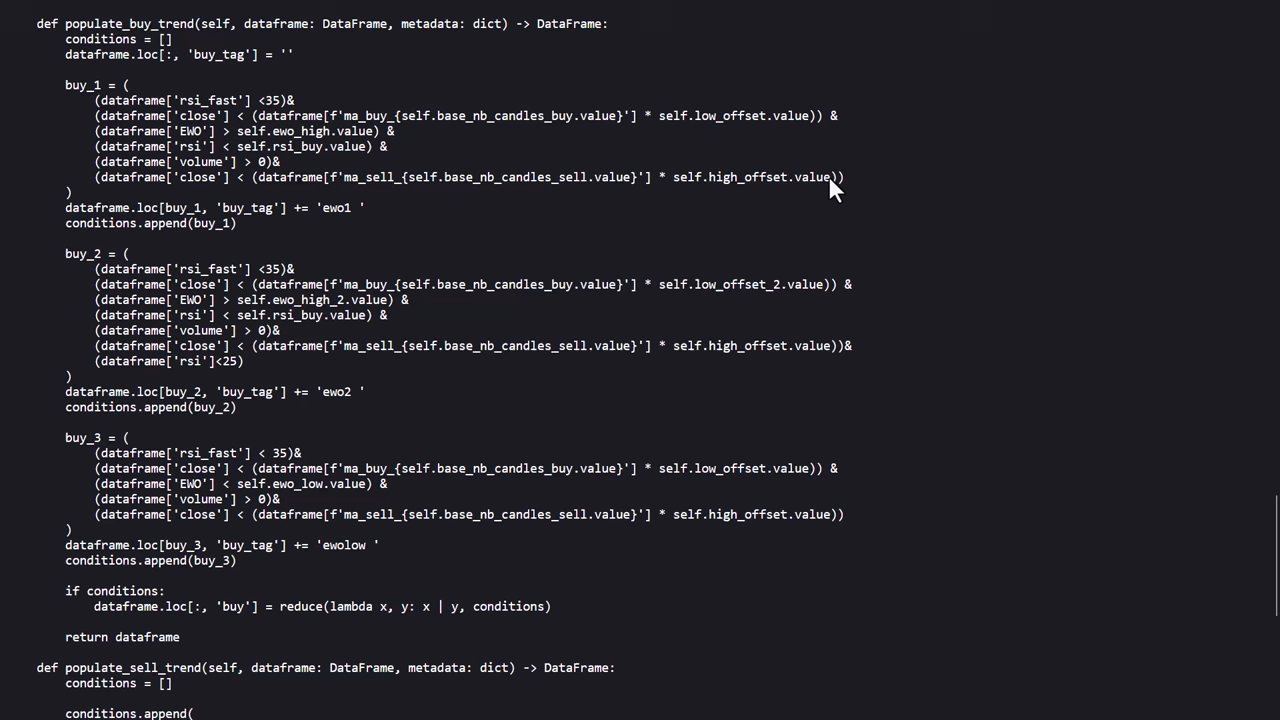 def populate_buy_trend(self, dataframe: DataFrame, metadata: dict) -> DataFrame:
conditions = []
dataframe.loc[:, 'buy_tag'] = ''
buy_1 = (
(dataframe['rsi_fast'] <35)&
(dataframe['close'] < (dataframe[f'ma_buy_{self.base_nb_candles_buy.value}'] * self.low_offset.value)) &
(dataframe['EWO'] > self.ewo_high.value) &
(dataframe['rsi'] < self.rsi_buy.value) &
(dataframe['volume'] > 0)&
(dataframe['close'] < (dataframe[f'ma_sell_{self.base_nb_candles_sell.value}'] * self.high_offset.value))
)
dataframe.loc[buy_1, 'buy_tag'] += 'ewo1 '
conditions.append(buy_1)
buy_2 = (
(dataframe['rsi_fast'] <35)&
(dataframe['close'] < (dataframe[f'ma_buy_{self.base_nb_candles_buy.value}'] * self.low_offset_2.value)) &
(dataframe['EWO'] > self.ewo_high_2.value) &
(dataframe['rsi'] < self.rsi_buy.value) &
(dataframe['volume'] > 0)&
(dataframe['close'] < (dataframe[f'ma_sell_{self.base_nb_candles_sell.value}'] * self.high_offset.value))&
(dataframe['rsi']<25)
)
dataframe.loc[buy_2, 'buy_tag'] += 'ewo2 '
conditions.append(buy_2)
buy_3 = (
(dataframe['rsi_fast'] < 35)&
(dataframe['close'] < (dataframe[f'ma_buy_{self.base_nb_candles_buy.value}'] * self.low_offset.value)) &
(dataframe['EWO'] < self.ewo_low.value) &
(dataframe['volume'] > 0)&
(dataframe['close'] < (dataframe[f'ma_sell_{self.base_nb_candles_sell.value}'] * self.high_offset.value))
)
dataframe.loc[buy_3, 'buy_tag'] += 'ewolow '
conditions.append(buy_3)
if conditions:
dataframe.loc[:, 'buy'] = reduce(lambda x, y: x | y, conditions)
return dataframe
def populate_sell_trend(self, dataframe: DataFrame, metadata: dict) -> DataFrame:
conditions = []
conditions.append(